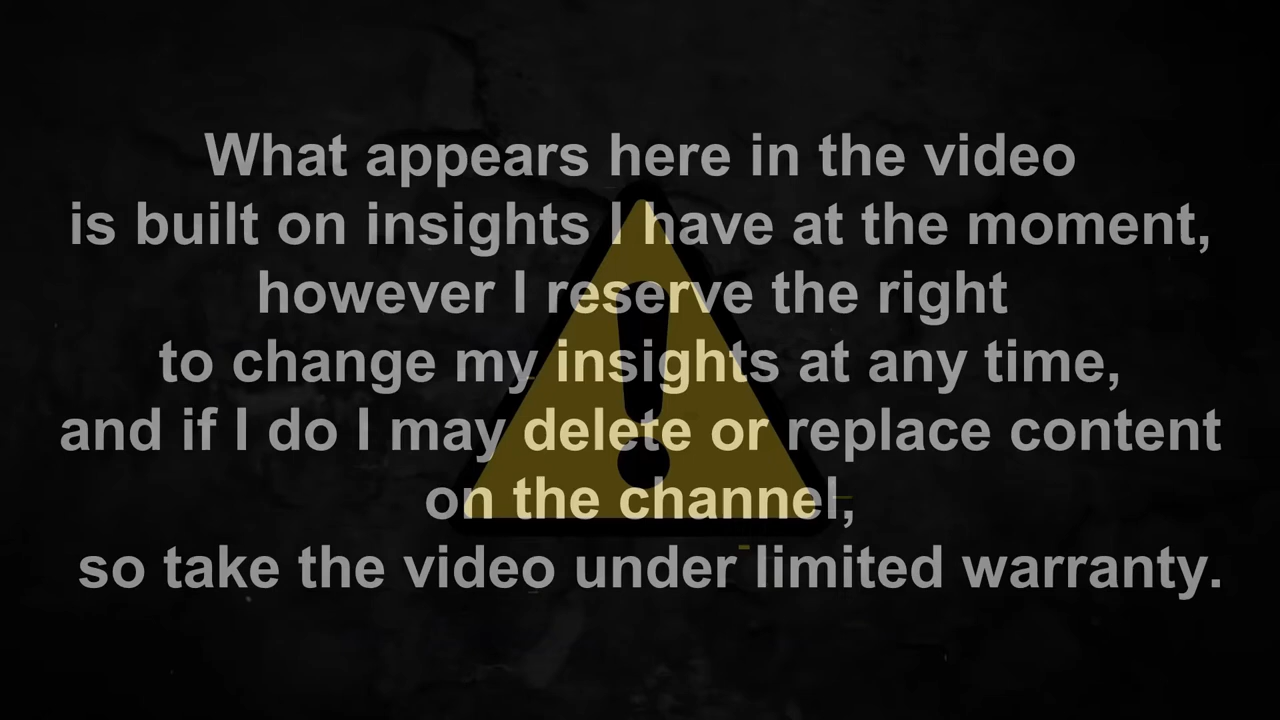 What appears here in the video
is built on insights I have at the moment,
however I reserve the right
to change my insights at any time,
and if I do I may delete or replace content
on the channel,
so take the video under limited warranty.